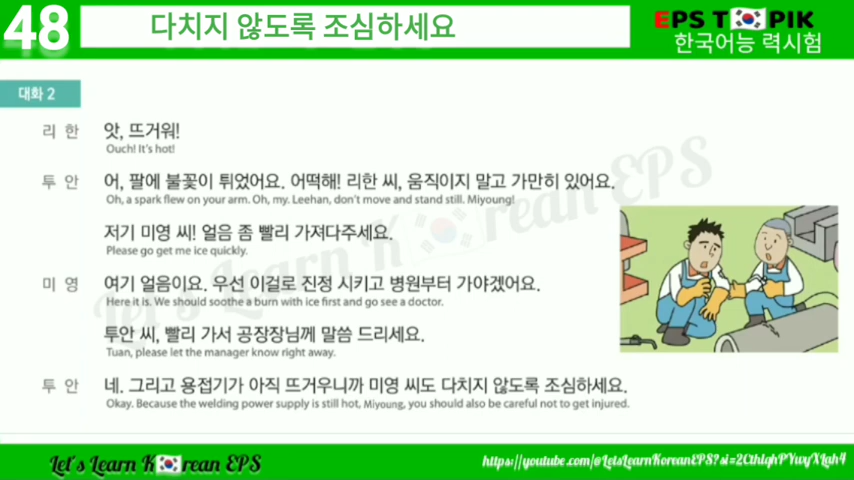 48
다치지 않도록 조심하세요
EPS T PIK
한국어능 력시험
대화 2
리 한
앗, 뜨거워!
Ouch! It's hot!
투 안
어, 팔에 불꽃이 튀었어요. 어떡해! 리한 씨, 움직이지 말고 가만히 있어요.
Oh, a spark flew on your arm. Oh, my. Leehan, don't move and stand still. Miyoung!
저기 미영 씨! 얼음 좀 빨리 가져다주세요.
Please go get me ice quickly.
미 영
여기 얼음이요. 우선 이걸로 진정 시키고 병원부터 가야겠어요.
Here it is. We should soothe a burn with ice first and go see a doctor.
투안 씨, 빨리 가서 공장장님께 말씀 드리세요.
Tuan, please let the manager know right away.
투 안
네. 그리고 용접기가 아직 뜨거우니까 미영 씨도 다치지 않도록 조심하세요.
Okay. Because the welding power supply is still hot, Miyoung, you should also be careful not to get injured.
Let's Learn K rean EPS
Let's Learn K rean EPS